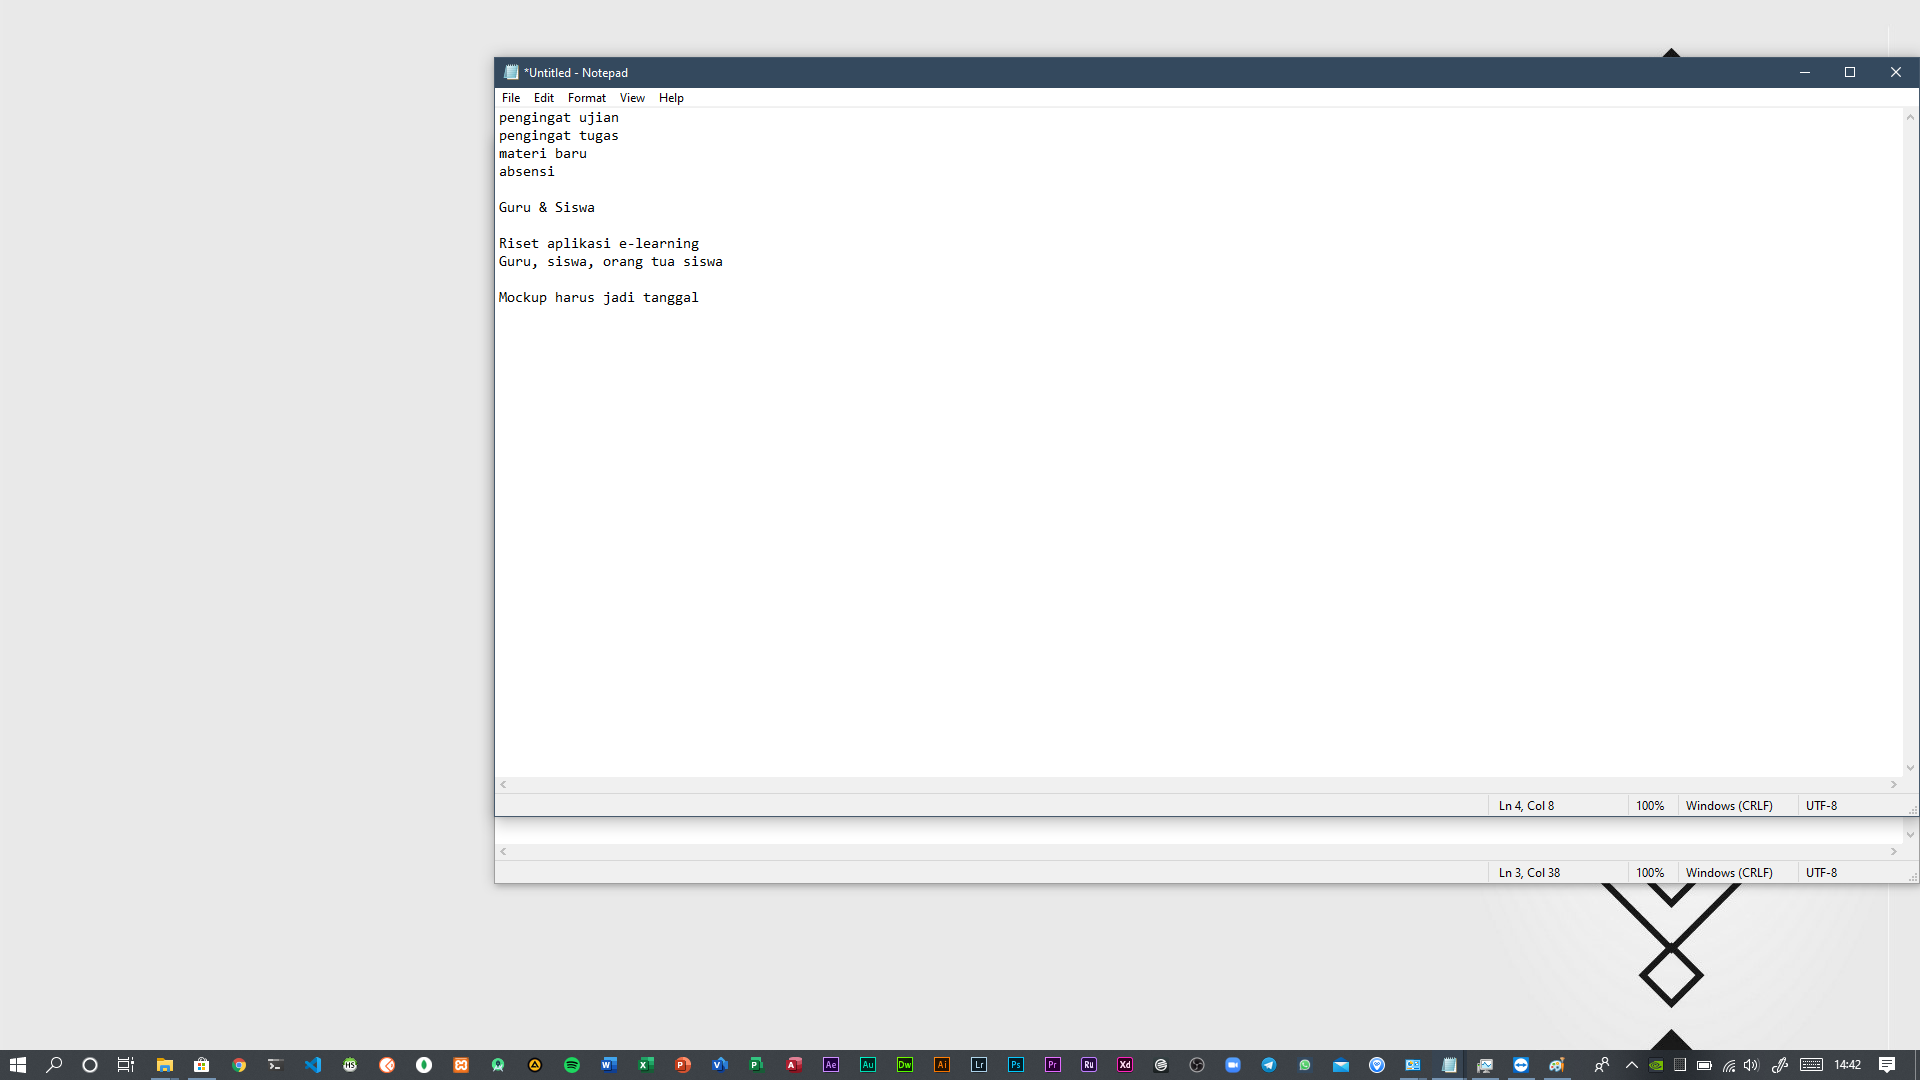 *Untitled - Notepad
File Edit Format View Help
pengingat ujian
pengingat tugas
materi baru
absensi
Guru & Siswa
Riset aplikasi e-learning
Guru, siswa, orang tua siswa
Mockup harus jadi tanggal
Ln 4, Col 8 100% Windows (CRLF) UTF-8
Ln 3, Col 38 100% Windows (CRLF) UTF-8
HS W X P V P A Ae Au Dw Ai Lr Ps Pr Ru Xd 14:42